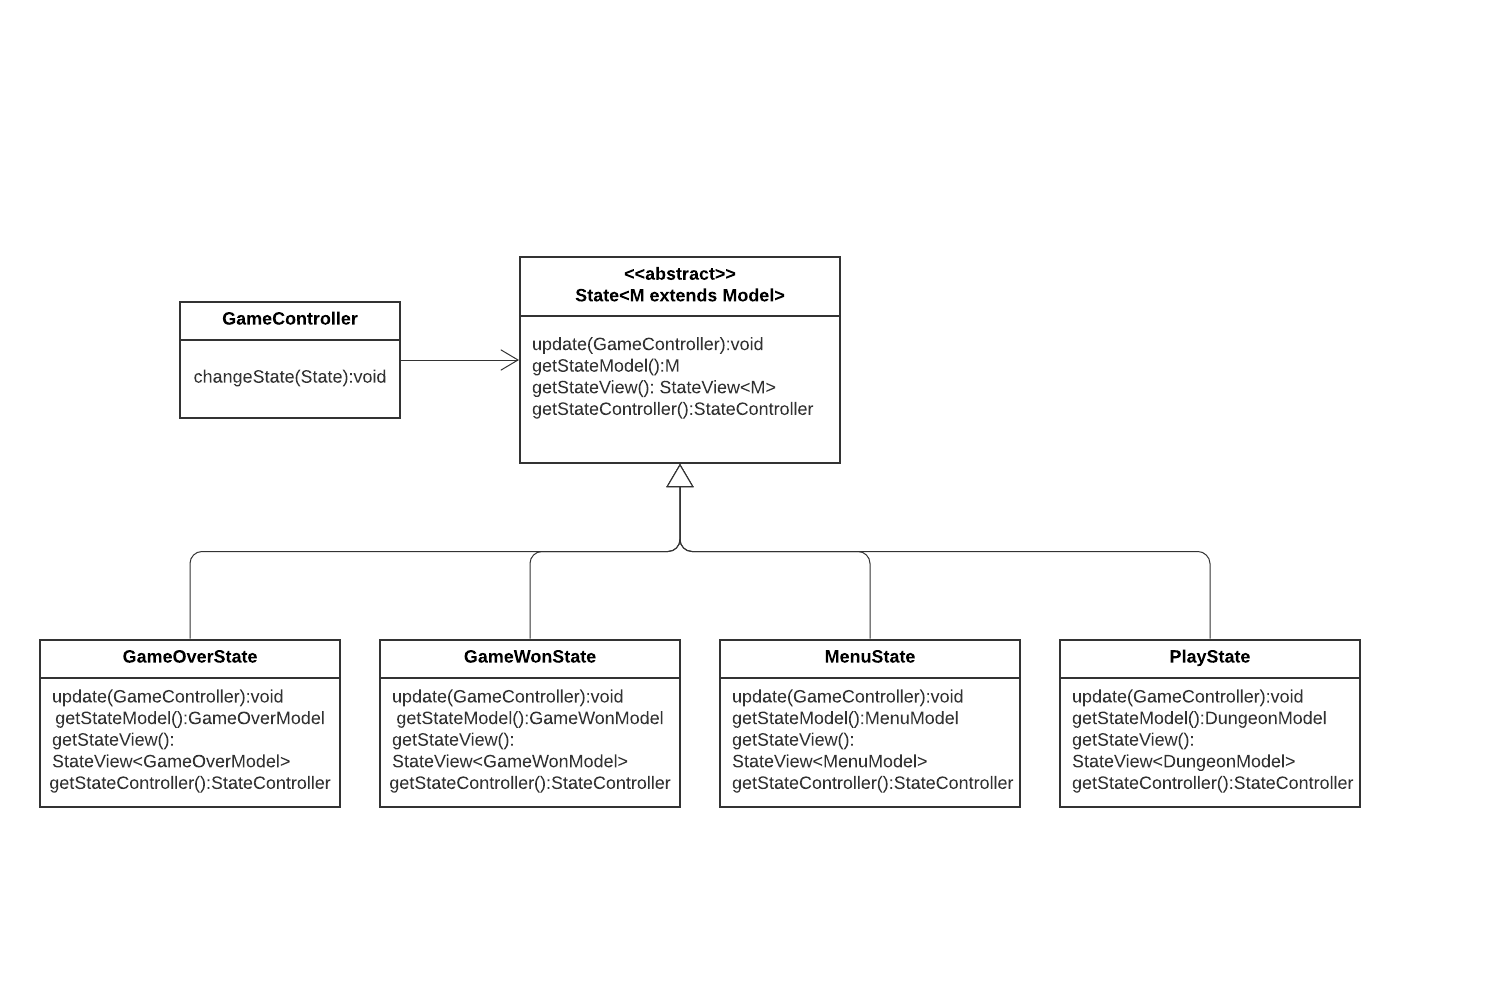 <<abstract>>
State<M extends Model>
update(GameController):void
getStateModel():M
getStateView(): StateView<M>
getStateController():StateController
GameController
changeState(State):void
GameOverState
update(GameController):void
getStateModel():GameOverModel
getStateView():
StateView<GameOverModel>
getStateController():StateController
GameWonState
update(GameController):void
getStateModel():GameWonModel
getStateView():
StateView<GameWonModel>
getStateController():StateController
MenuState
update(GameController):void
getStateModel():MenuModel
getStateView():
StateView<MenuModel>
getStateController():StateController
PlayState
update(GameController):void
getStateModel():DungeonModel
getStateView():
StateView<DungeonModel>
getStateController():StateController